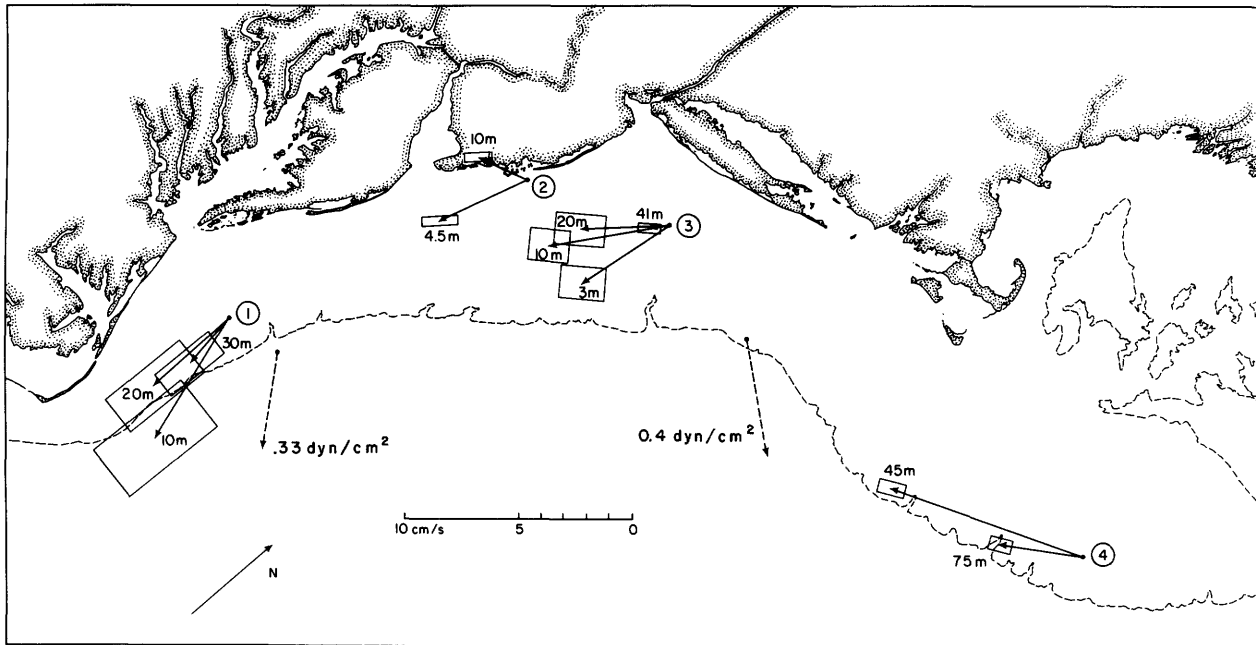 10m
②
4.5m
20m
41m
③
10m
3m
①
30m
20m
10m
.33 dyn/cm²
0.4 dyn/cm²
45m
10 cm/s 5 0
75m
④
N